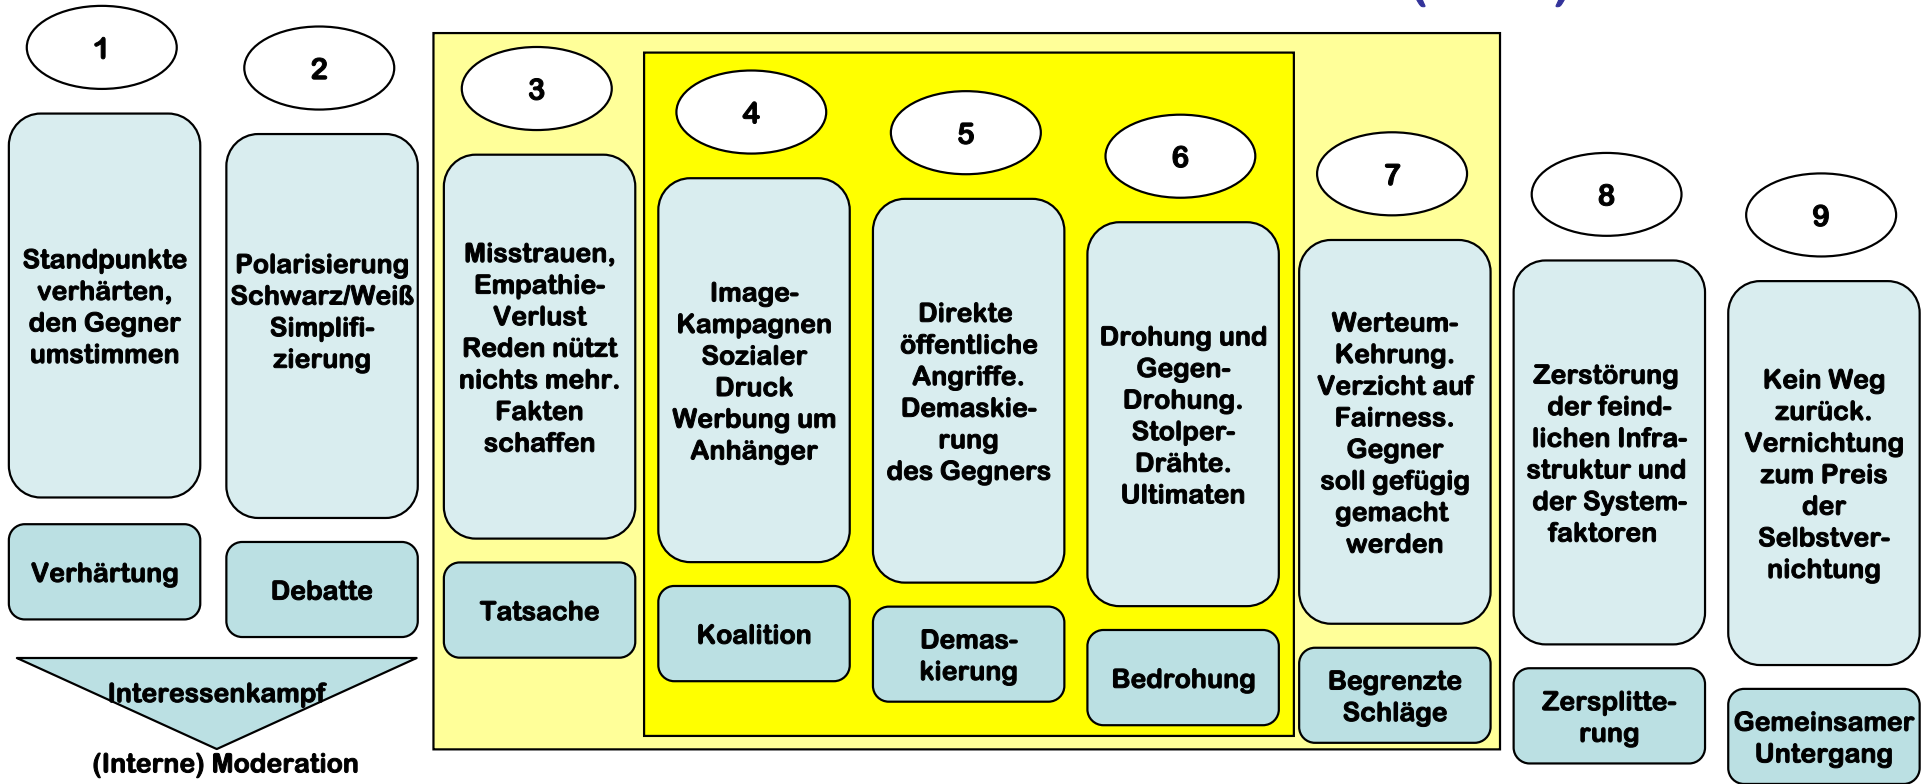 1
Standpunkte
verhärten,
den Gegner
umstimmen
Verhärtung
2
Polarisierung
Schwarz/Weiß
Simplifi-
zierung
Debatte
Interessenkampf
(Interne) Moderation
3
Misstrauen,
Empathie-
Verlust
Reden nützt
nichts mehr.
Fakten
schaffen
Tatsache
4
Image-
Kampagnen
Sozialer
Druck
Werbung um
Anhänger
Koalition
5
Direkte
öffentliche
Angriffe.
Demaskie-
rung
des Gegners
Demas-
kierung
6
Drohung und
Gegen-
Drohung.
Stolper-
Drähte.
Ultimaten
Bedrohung
7
Werteum-
Kehrung.
Verzicht auf
Fairness.
Gegner
soll gefügig
gemacht
werden
Begrenzte
Schläge
8
Zerstörung
der feind-
lichen Infra-
struktur und
der System-
faktoren
Zersplitte-
rung
9
Kein Weg
zurück.
Vernichtung
zum Preis
der
Selbstver-
nichtung
Gemeinsamer
Untergang